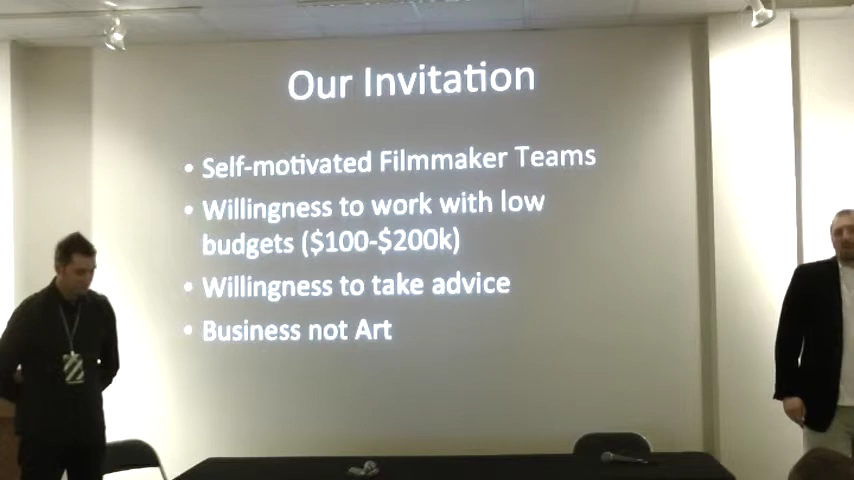 Our Invitation
• Self-motivated Filmmaker Teams
• Willingness to work with low
budgets ($100-$200k)
• Willingness to take advice
• Business not Art